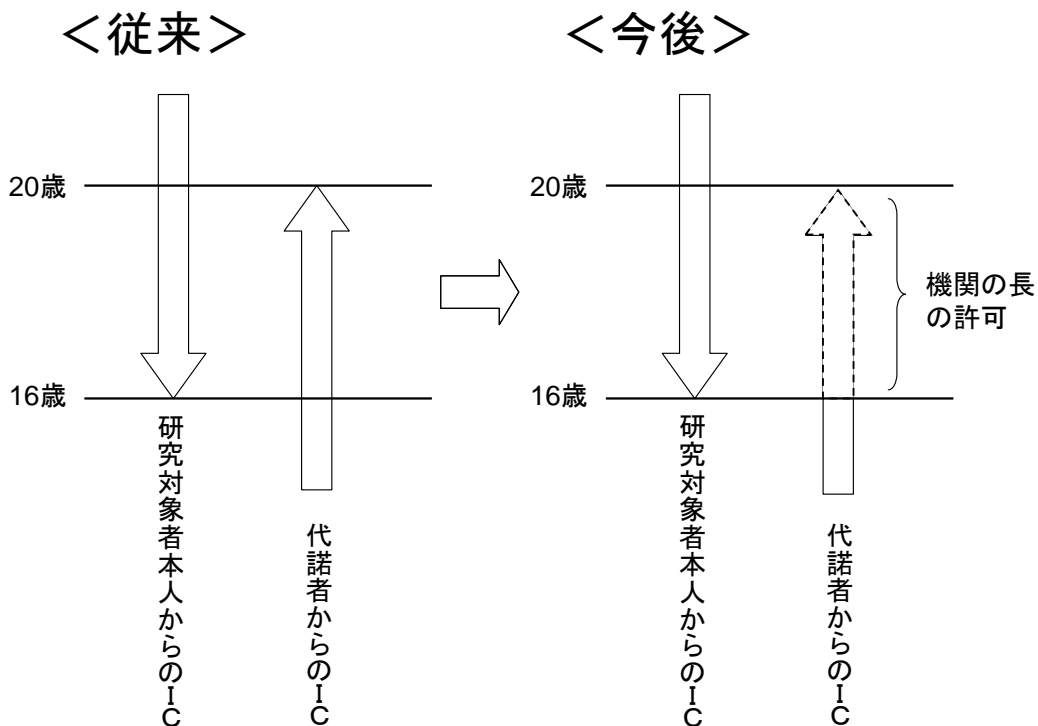 ＜従来＞
20歳
16歳
研究対象者本人からのIC
代諾者からのIC
＜今後＞
20歳
16歳
機関の長
の許可
研究対象者本人からのIC
代諾者からのIC